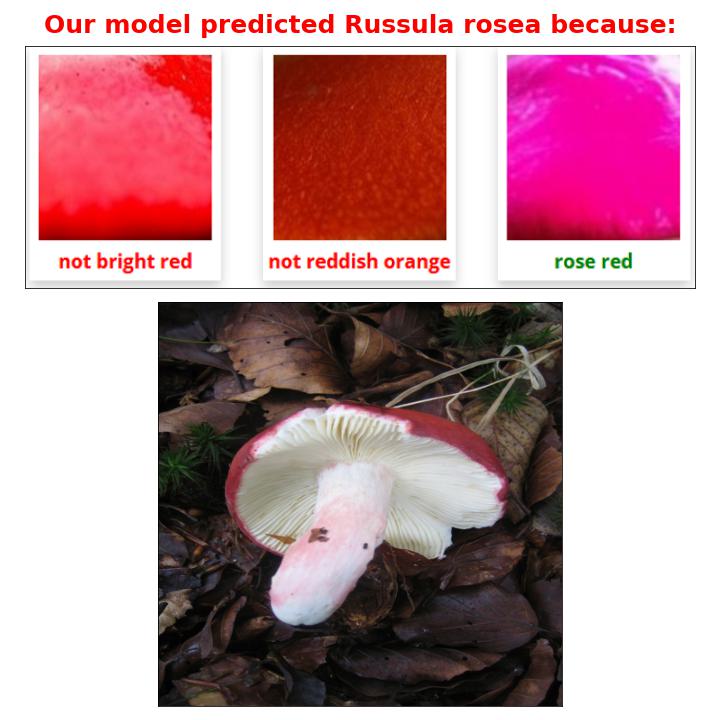 Our model predicted Russula rosea because:
not bright red
not reddish orange
rose red